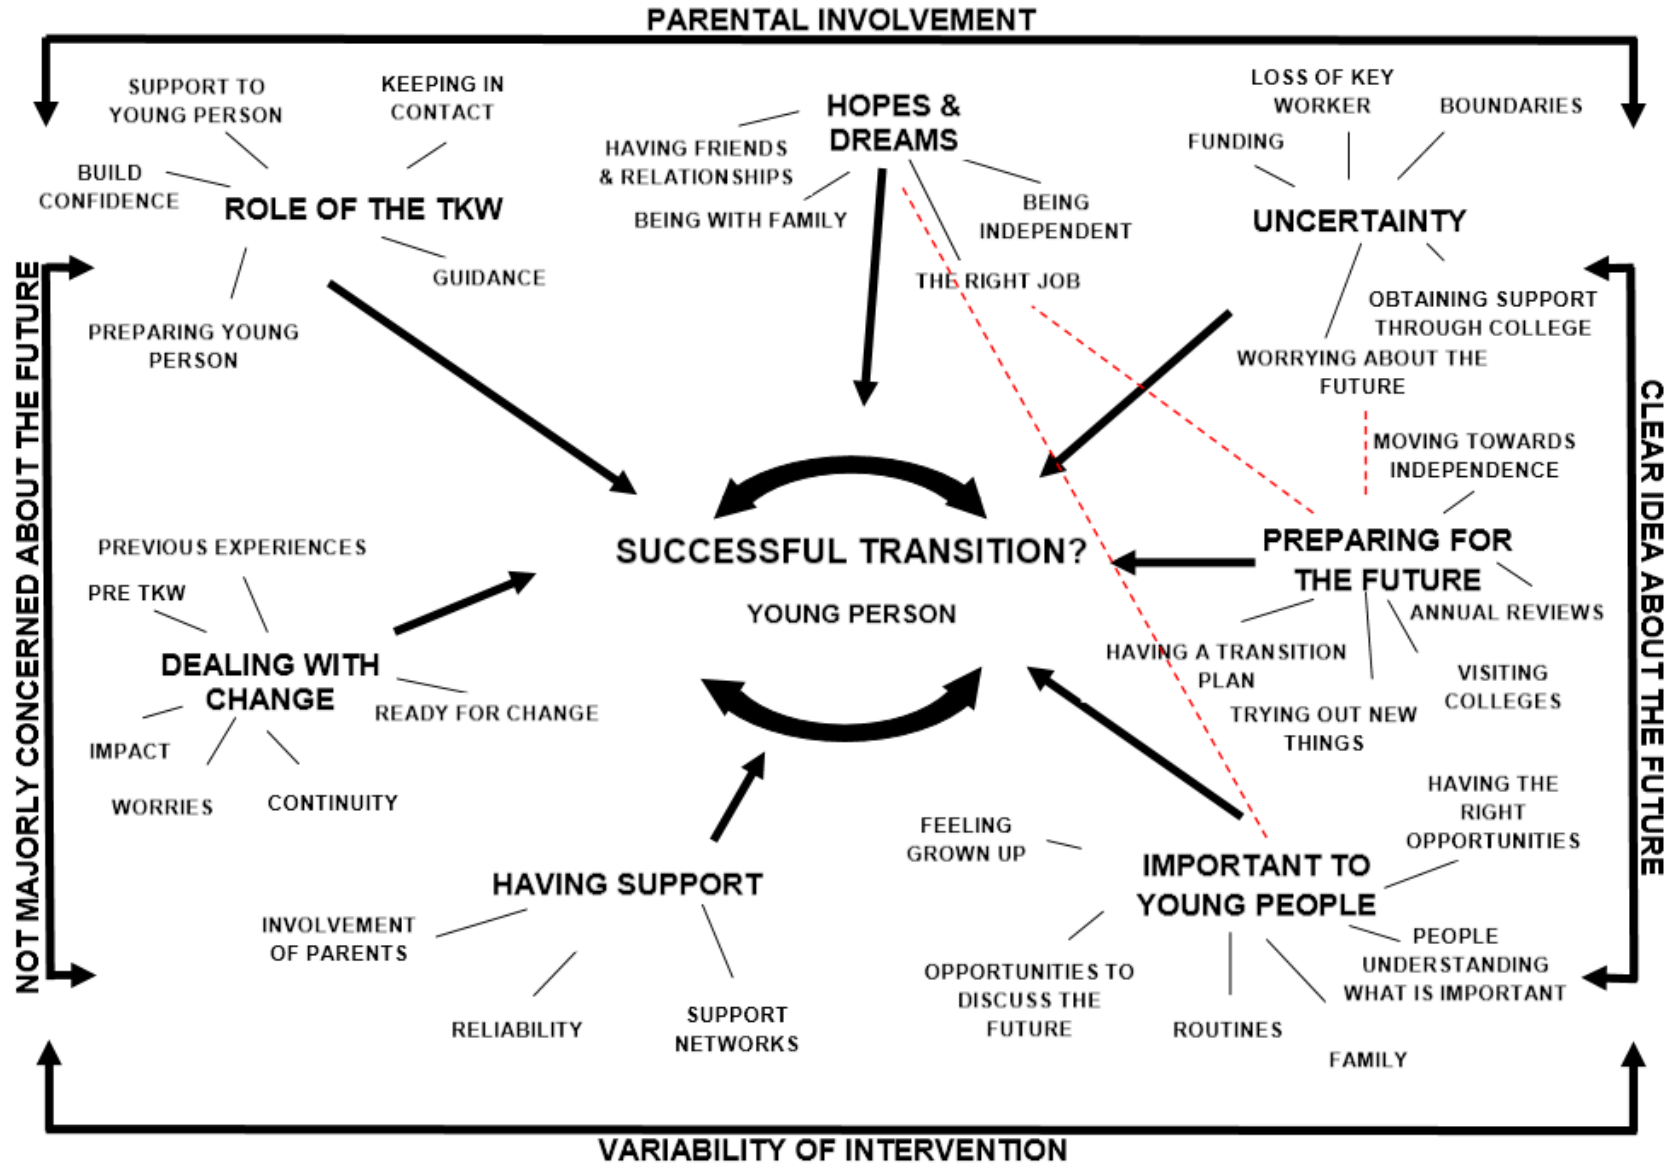 PARENTAL INVOLVEMENT
SUPPORT TO
YOUNG PERSON
KEEPING IN
CONTACT
BUILD
CONFIDENCE
ROLE OF THE TKW
GUIDANCE
PREPARING YOUNG
PERSON
HOPES &
DREAMS
HAVING FRIENDS
& RELATIONSHIPS
BEING WITH FAMILY
BEING
INDEPENDENT
THE RIGHT JOB
LOSS OF KEY
WORKER
BOUNDARIES
FUNDING
UNCERTAINTY
OBTAINING SUPPORT
THROUGH COLLEGE
WORRYING ABOUT THE
FUTURE
NOT MAJORLY CONCERNED ABOUT THE FUTURE
CLEAR IDEA ABOUT THE FUTURE
SUCCESSFUL TRANSITION?
YOUNG PERSON
MOVING TOWARDS
INDEPENDENCE
PREPARING FOR
THE FUTURE
ANNUAL REVIEWS
HAVING A TRANSITION
PLAN
VISITING
COLLEGES
TRYING OUT NEW
THINGS
PREVIOUS EXPERIENCES
PRE TKW
DEALING WITH
CHANGE
READY FOR CHANGE
IMPACT
WORRIES
CONTINUITY
HAVING SUPPORT
INVOLVEMENT
OF PARENTS
RELIABILITY
SUPPORT
NETWORKS
FEELING
GROWN UP
HAVING THE
RIGHT
OPPORTUNITIES
IMPORTANT TO
YOUNG PEOPLE
PEOPLE
UNDERSTANDING
WHAT IS IMPORTANT
OPPORTUNITIES TO
DISCUSS THE
FUTURE
ROUTINES
FAMILY
VARIABILITY OF INTERVENTION